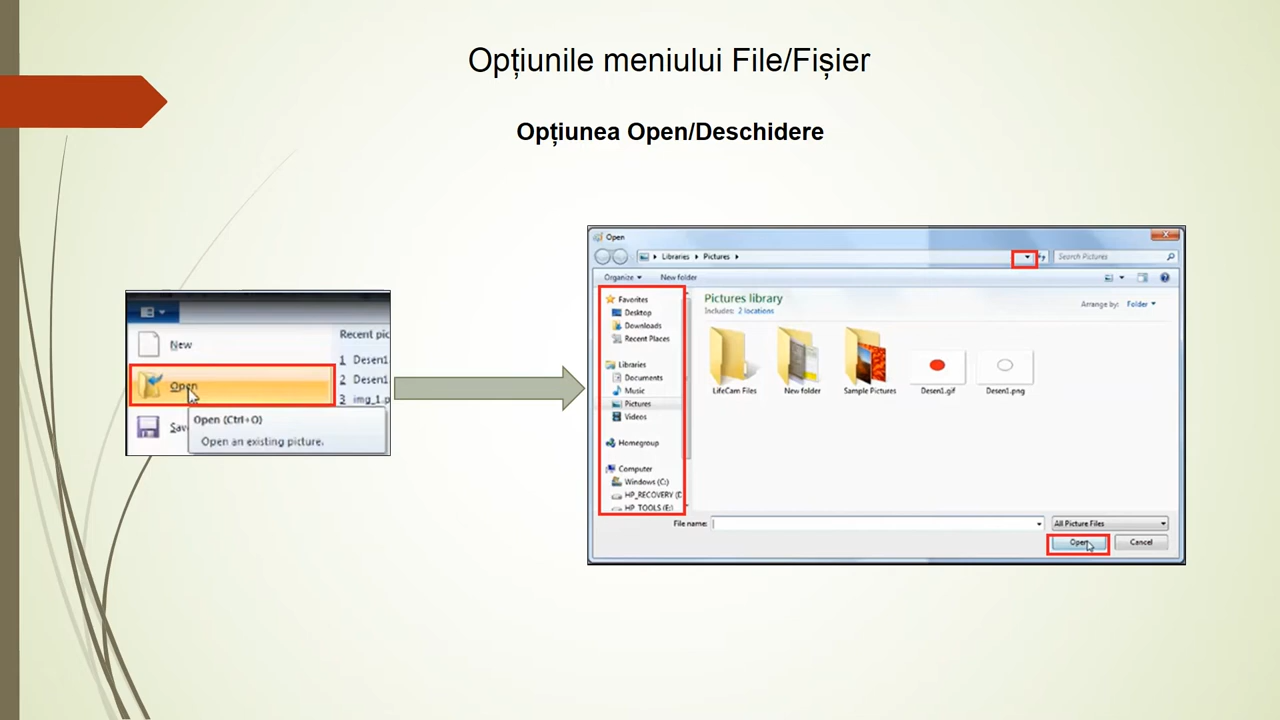 Opțiunile meniului File/Fișier
Opțiunea Open/Deschidere
New
Recent pic
1 Desen1
Open
2 Desen1
3 img_1.p
Sav
Open (Ctrl+O)
Open an existing picture.
Open
Libraries
Pictures
Search Pictures
Organize
New folder
Favorites
Desktop
Downloads
Recent Places
Libraries
Documents
Music
Pictures
Videos
Homegroup
Computer
Windows (C:)
HP_RECOVERY (D
HP_TOOLS (E:)
Pictures library
Includes: 2 locations
Arrange by: Folder
LifeCam Files
New folder
Sample Pictures
Desen1.gif
Desen1.png
File name:
All Picture Files
Open
Cancel